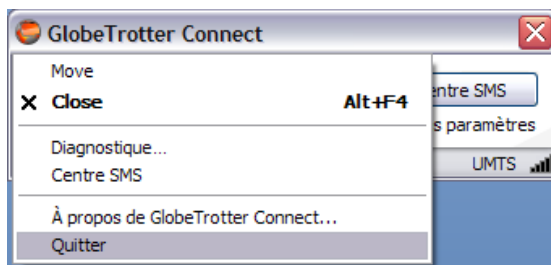 GlobeTrotter Connect
Move
Close Alt+F4
entre SMS
s paramètres
Diagnostique...
Centre SMS
UMTS
À propos de GlobeTrotter Connect...
Quitter